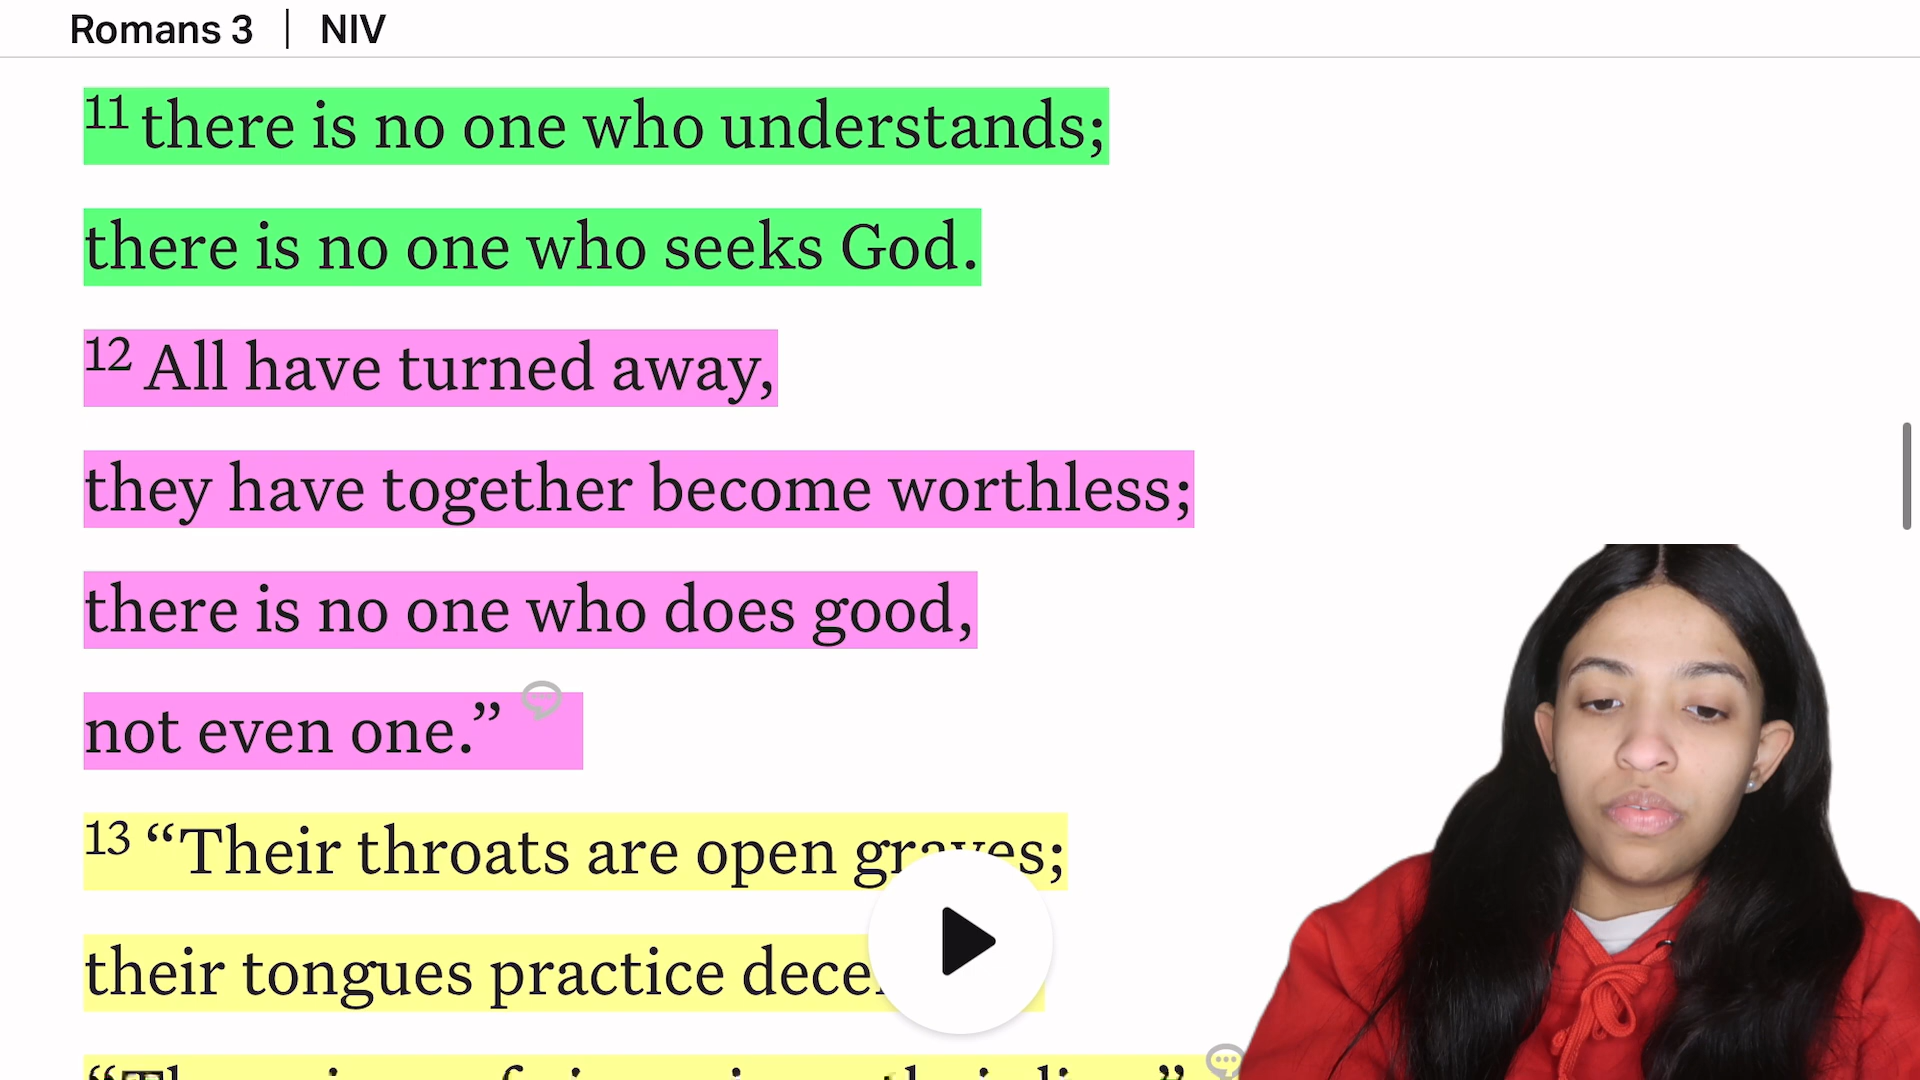 Romans 3 | NIV
11 there is no one who understands;
there is no one who seeks God.
12 All have turned away,
they have together become worthless;
there is no one who does good,
not even one.”
13 “Their throats are open graves;
their tongues practice